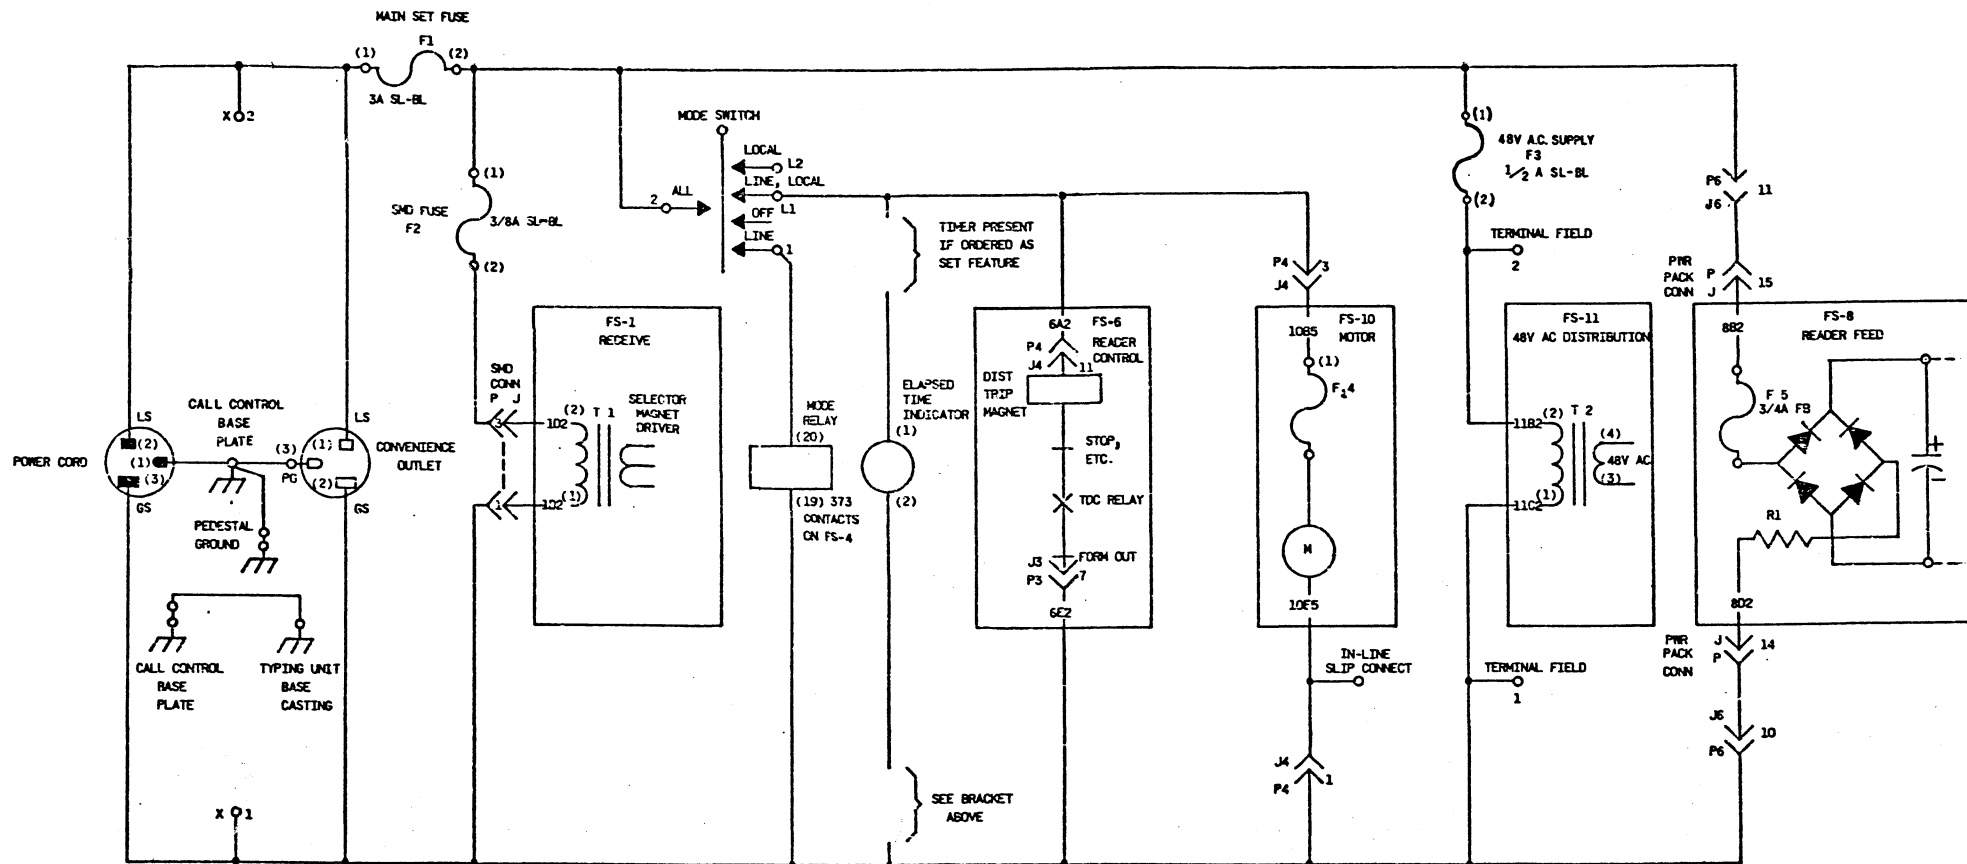 MAIN SET FUSE
(1) F1 (2)
3A SL-BL
X 2
MODE SWITCH
LOCAL
L2
LINE, LOCAL
L1
2 ALL
OFF
LINE
1
(1)
SMD FUSE
F2
3/8A SL-BL
(2)
TIMER PRESENT
IF ORDERED AS
SET FEATURE
(1)
48V A.C. SUPPLY
F3
1/2 A SL-BL
(2)
TERMINAL FIELD
2
P6
J6
11
PWR
PACK
CONN
P
J
15
P4
J4
3
FS-1
RECEIVE
SMD
CONN
P J
3
1D2
(2) T 1
SELECTOR
MAGNET
DRIVER
1
1D2
(1)
MODE
RELAY
(20)
(19) 373
CONTACTS
ON FS-4
ELAPSED
TIME
INDICATOR
(1)
(2)
6A2
FS-6
READER
CONTROL
P4
J4
11
DIST
TRIP
MAGNET
STOP,
ETC.
TDC RELAY
FORM OUT
J3
P3
7
6E2
10B5
FS-10
MOTOR
(1)
F 4
M
10E5
IN-LINE
SLIP CONNECT
J4
P4
1
FS-11
48V AC DISTRIBUTION
11B2
(2) T 2
(4)
48V AC
(3)
11C2
(1)
TERMINAL FIELD
1
8B2
FS-8
READER FEED
F 5
3/4A FB
+
-
R1
8D2
PWR
PACK
CONN
J
P
14
J6
P6
10
LS
(2)
(1)
(3)
GS
POWER CORD
CALL CONTROL
BASE
PLATE
(3)
PG
LS
(1)
(2)
GS
CONVENIENCE
OUTLET
PEDESTAL
GROUND
CALL CONTROL
BASE
PLATE
TYPING UNIT
BASE
CASTING
X 1
SEE BRACKET
ABOVE